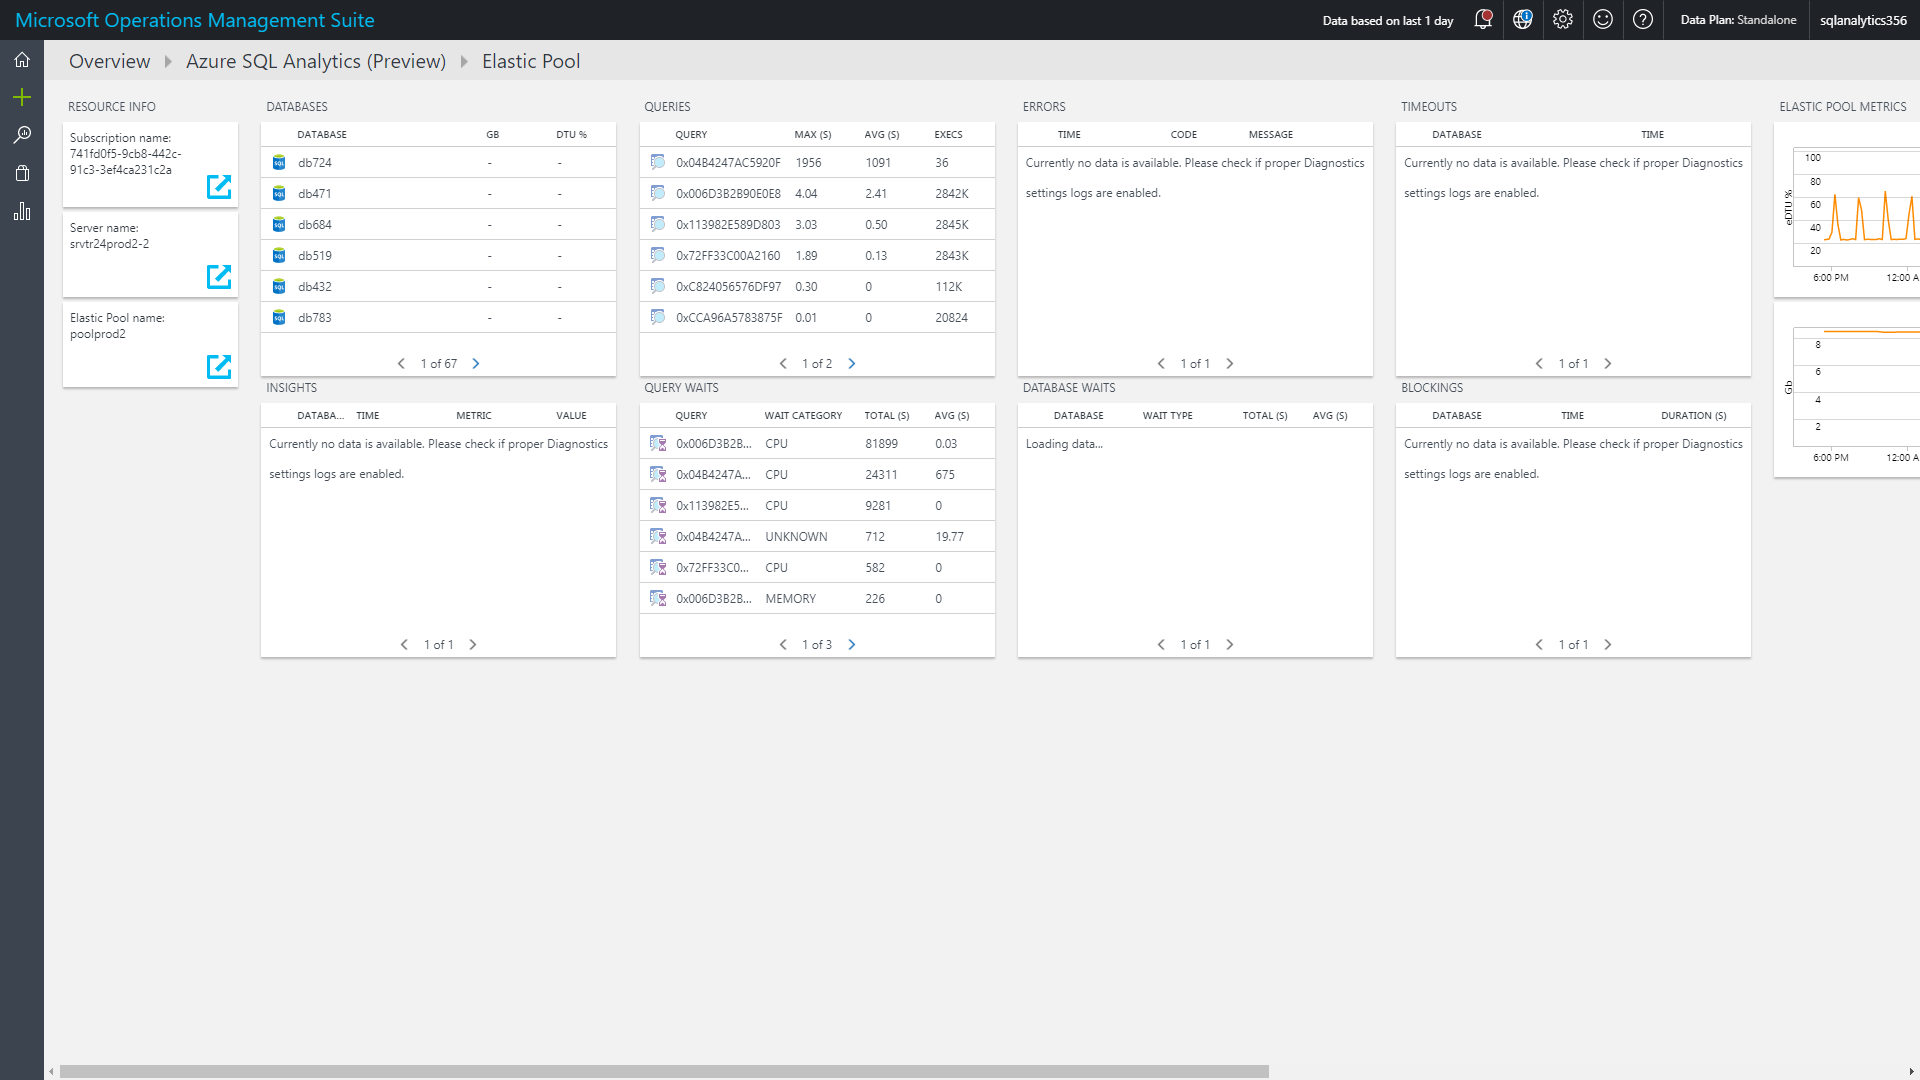 Microsoft Operations Management Suite
Data based on last 1 day
Data Plan: Standalone
sqlanalytics356
Overview
Azure SQL Analytics (Preview)
Elastic Pool
RESOURCE INFO
Subscription name:
741fd0f5-9cb8-442c-
91c3-3ef4ca231c2a
Server name:
srvtr24prod2-2
Elastic Pool name:
poolprod2
DATABASES
DATABASE GB DTU %
db724 - -
db471 - -
db684 - -
db519 - -
db432 - -
db783 - -
1 of 67
INSIGHTS
DATABA... TIME METRIC VALUE
Currently no data is available. Please check if proper Diagnostics
settings logs are enabled.
1 of 1
QUERIES
QUERY MAX (S) AVG (S) EXECS
0x04B4247AC5920F 1956 1091 36
0x006D3B2B90E0E8 4.04 2.41 2842K
0x113982E589D803 3.03 0.50 2845K
0x72FF33C00A2160 1.89 0.13 2843K
0xC824056576DF97 0.30 0 112K
0xCCA96A5783875F 0.01 0 20824
1 of 2
QUERY WAITS
QUERY WAIT CATEGORY TOTAL (S) AVG (S)
0x006D3B2B... CPU 81899 0.03
0x04B4247A... CPU 24311 675
0x113982E5... CPU 9281 0
0x04B4247A... UNKNOWN 712 19.77
0x72FF33C0... CPU 582 0
0x006D3B2B... MEMORY 226 0
1 of 3
ERRORS
TIME CODE MESSAGE
Currently no data is available. Please check if proper Diagnostics
settings logs are enabled.
1 of 1
DATABASE WAITS
DATABASE WAIT TYPE TOTAL (S) AVG (S)
Loading data...
1 of 1
TIMEOUTS
DATABASE TIME
Currently no data is available. Please check if proper Diagnostics
settings logs are enabled.
1 of 1
BLOCKINGS
DATABASE TIME DURATION (S)
Currently no data is available. Please check if proper Diagnostics
settings logs are enabled.
1 of 1
ELASTIC POOL METRICS
eDTU %
100
80
60
40
20
6:00 PM 12:00 A
Gb
8
6
4
2
6:00 PM 12:00 A